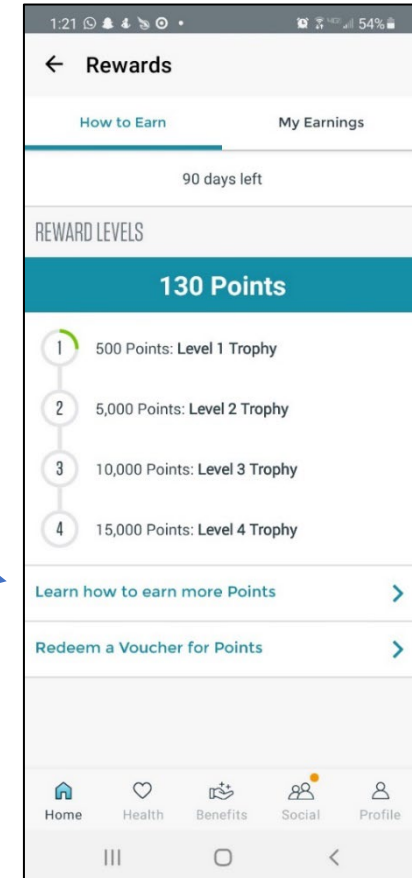 1:21 54%
← Rewards
How to Earn My Earnings
90 days left
REWARD LEVELS
130 Points
1 500 Points: Level 1 Trophy
2 5,000 Points: Level 2 Trophy
3 10,000 Points: Level 3 Trophy
4 15,000 Points: Level 4 Trophy
Learn how to earn more Points
Redeem a Voucher for Points
Home Health Benefits Social Profile